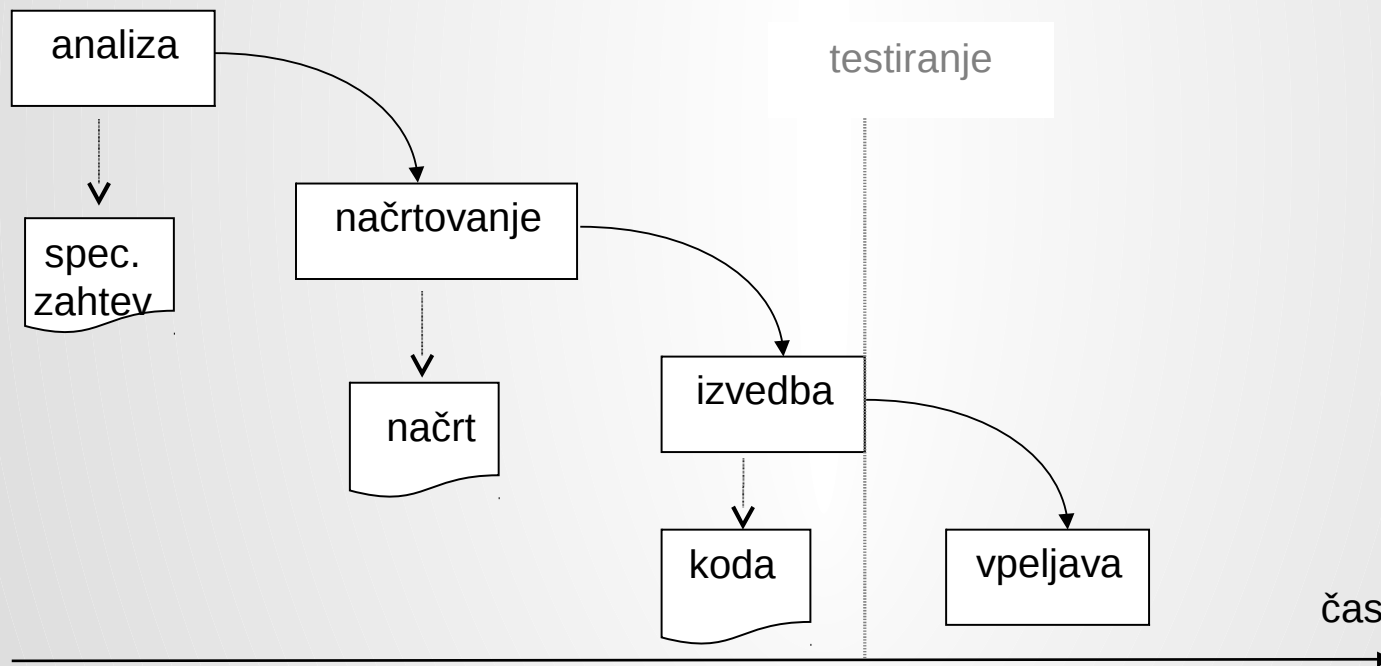 analiza
testiranje
načrtovanje
spec.
zahtev
izvedba
načrt
koda
vpeljava
čas